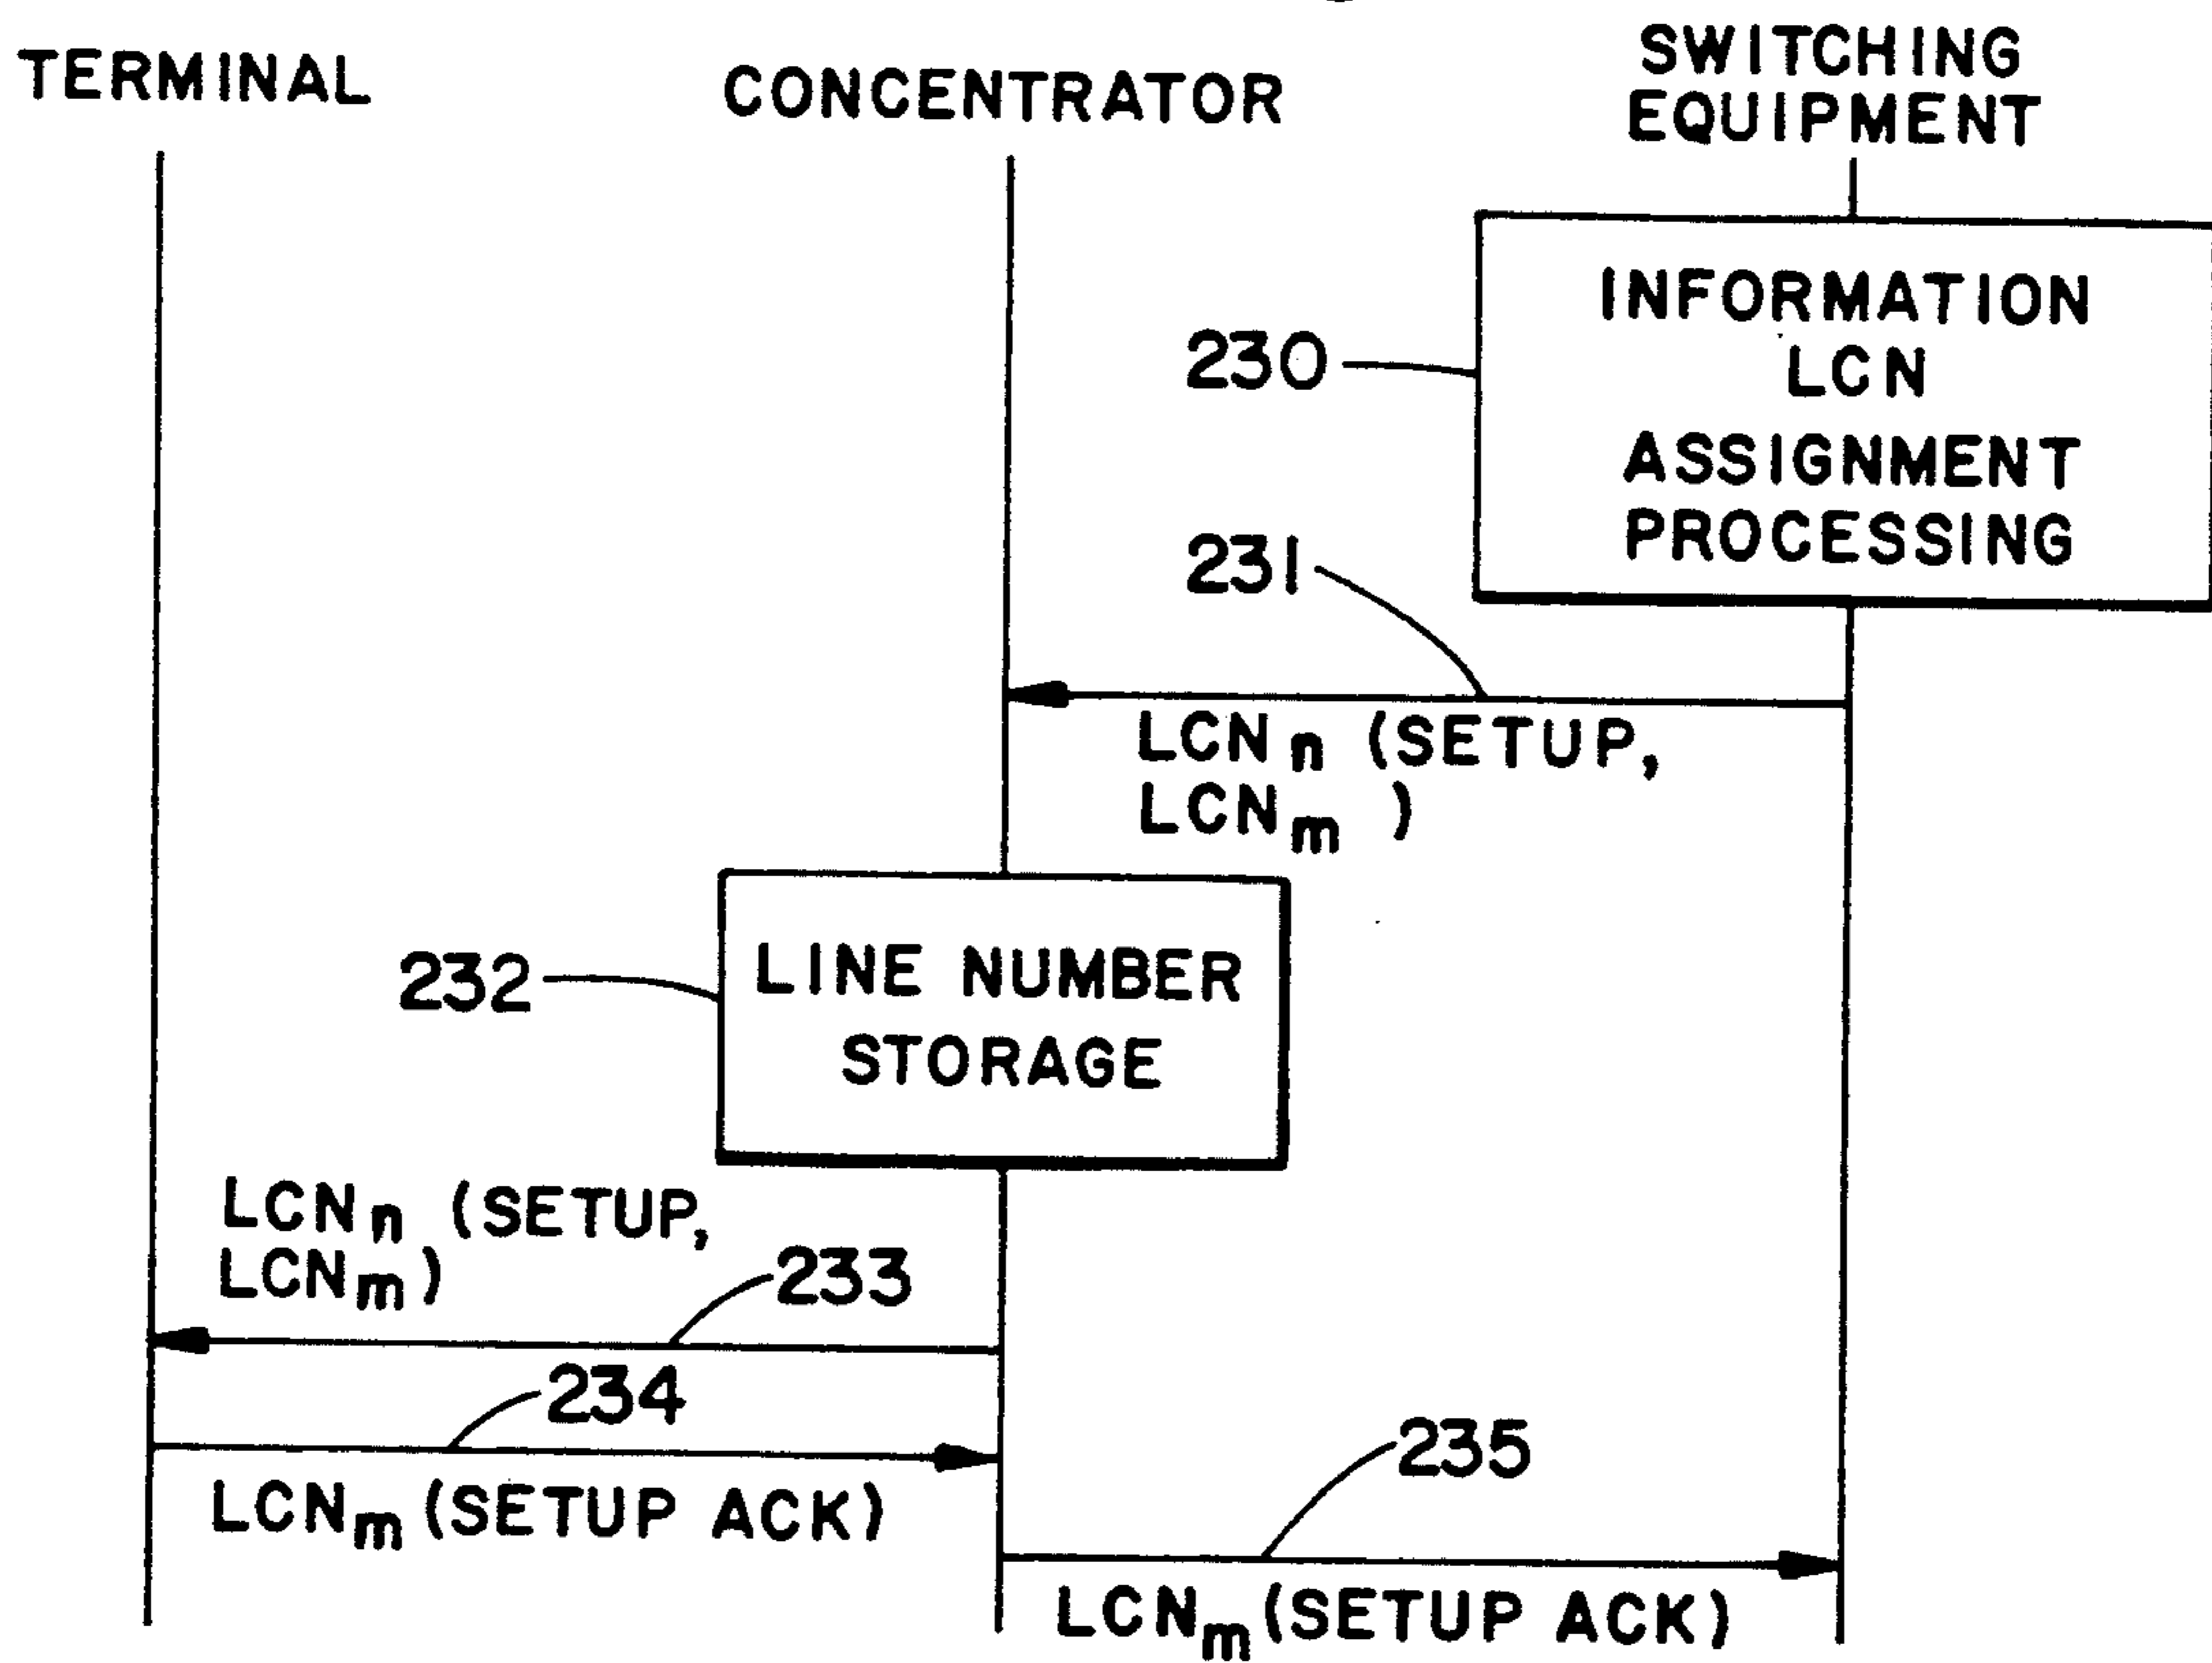 TERMINAL
CONCENTRATOR
SWITCHING
EQUIPMENT
INFORMATION
LCN
ASSIGNMENT
PROCESSING
230
231
LCNn (SETUP,
LCNm )
232
LINE NUMBER
STORAGE
LCNn (SETUP,
LCNm)
233
234
LCNm (SETUP ACK)
235
LCNm (SETUP ACK)